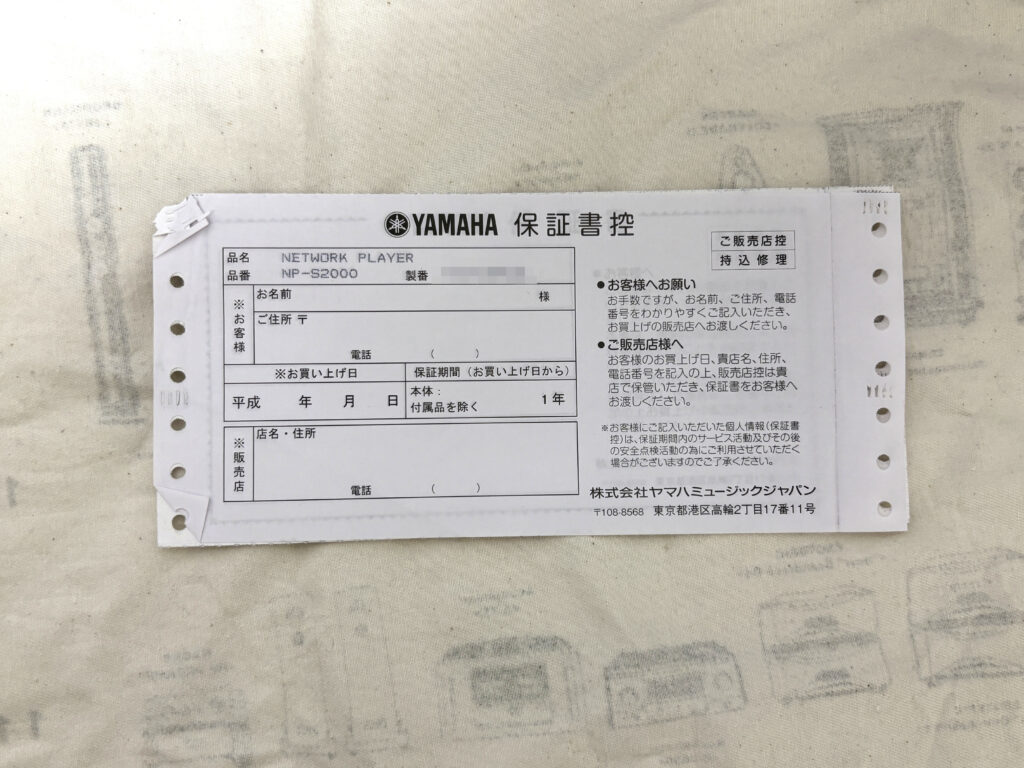 YAMAHA 保証書控
ご販売店控
持込修理
品名 NETWORK PLAYER
品番 NP-S2000 製番
※お客様
お名前 様
ご住所 〒
電話 ( )
※お買い上げ日 保証期間（お買い上げ日から）
平成 年 月 日 本体： 1年
付属品を除く
※販売店
店名・住所
電話 ( )
●お客様へお願い
お手数ですが、お名前、ご住所、電話
番号をわかりやすくご記入いただき、
お買上げの販売店へお渡しください。
●ご販売店様へ
お客様のお買上げ日、貴店名、住所、
電話番号を記入の上、販売店控は貴
店で保管いただき、保証書をお客様へ
お渡しください。
※お客様にご記入いただいた個人情報（保証書
控）は、保証期間内のサービス活動及びその後
の安全点検活動の為にご利用させていただく
場合がございますのでご了承ください。
株式会社ヤマハミュージックジャパン
〒108-8568 東京都港区高輪2丁目17番11号